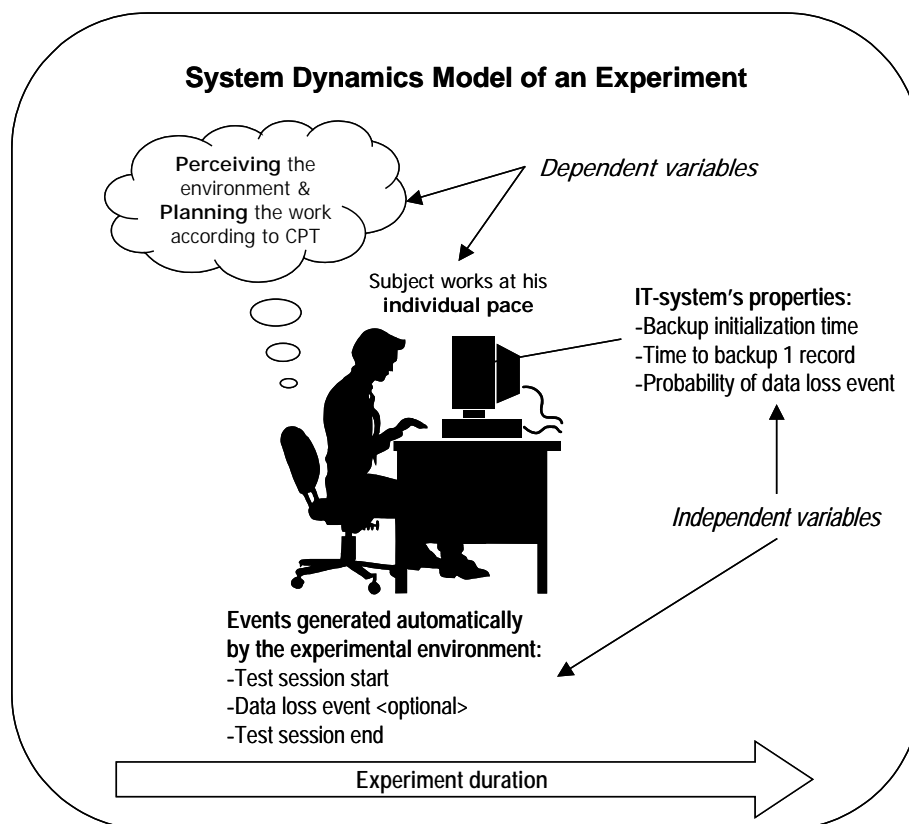 System Dynamics Model of an Experiment
Perceiving the
environment &
Planning the work
according to CPT
Dependent variables
Subject works at his
individual pace
IT-system's properties:
-Backup initialization time
-Time to backup 1 record
-Probability of data loss event
Independent variables
Events generated automatically
by the experimental environment:
-Test session start
-Data loss event <optional>
-Test session end
Experiment duration